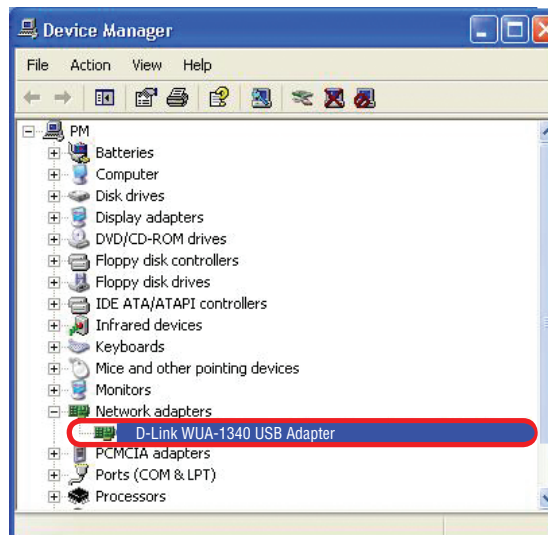 Device Manager
File Action View Help
PM
Batteries
Computer
Disk drives
Display adapters
DVD/CD-ROM drives
Floppy disk controllers
Floppy disk drives
IDE ATA/ATAPI controllers
Infrared devices
Keyboards
Mice and other pointing devices
Monitors
Network adapters
D-Link WUA-1340 USB Adapter
PCMCIA adapters
Ports (COM & LPT)
Processors